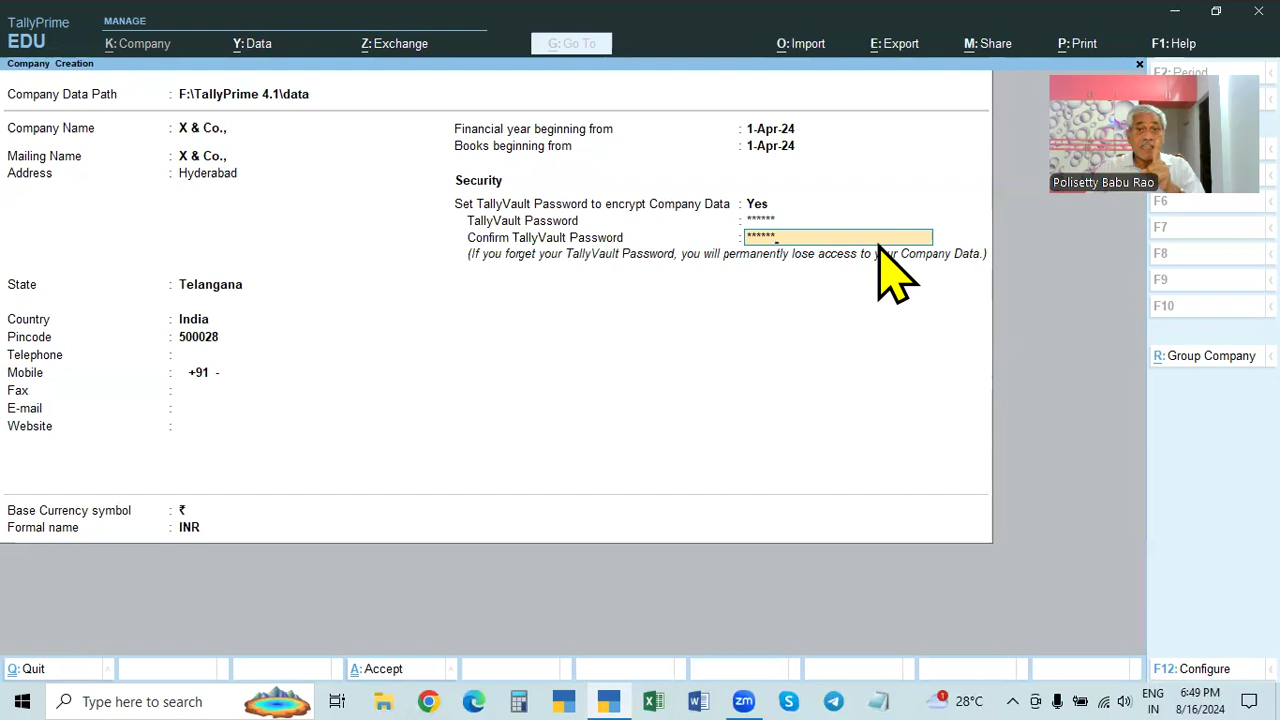 TallyPrime
EDU
MANAGE
K: Company
Y: Data
Z: Exchange
G: Go To
O: Import
E: Export
M: Share
P: Print
F1: Help
Company Creation
×
Company Data Path : F:\TallyPrime 4.1\data
Company Name : X & Co.,
Mailing Name : X & Co.,
Address : Hyderabad
State : Telangana
Country : India
Pincode : 500028
Telephone :
Mobile : +91 -
Fax :
E-mail :
Website :
Financial year beginning from : 1-Apr-24
Books beginning from : 1-Apr-24
Security
Set TallyVault Password to encrypt Company Data : Yes
TallyVault Password : ******
Confirm TallyVault Password : ******
(If you forget your TallyVault Password, you will permanently lose access to your Company Data.)
Base Currency symbol : ₹
Formal name : INR
F2: Period
Polisetty Babu Rao
F6
F7
F8
F9
F10
R: Group Company
Q: Quit
A: Accept
F12: Configure
Type here to search
28°C
ENG
IN
6:49 PM
8/16/2024